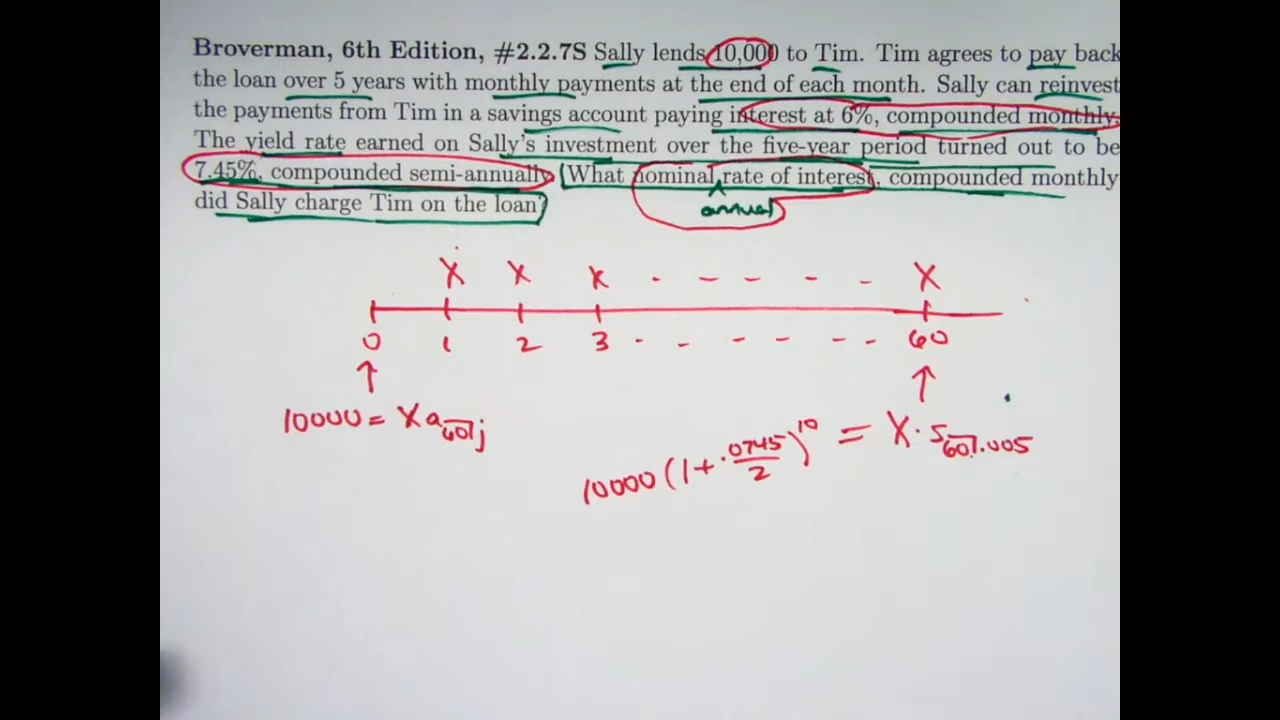 Broverman, 6th Edition, #2.2.7S Sally lends 10,000 to Tim. Tim agrees to pay back
the loan over 5 years with monthly payments at the end of each month. Sally can reinvest
the payments from Tim in a savings account paying interest at 6%, compounded monthly.
The yield rate earned on Sally's investment over the five-year period turned out to be
7.45%, compounded semi-annually. What nominal rate of interest, compounded monthly
annual
did Sally charge Tim on the loan?
X X X . - - - - - X
0 1 2 3 . - - - - - 60
10000 = X a 60 j
10000 (1 + .0745/2)^10 = X · s 60 .005